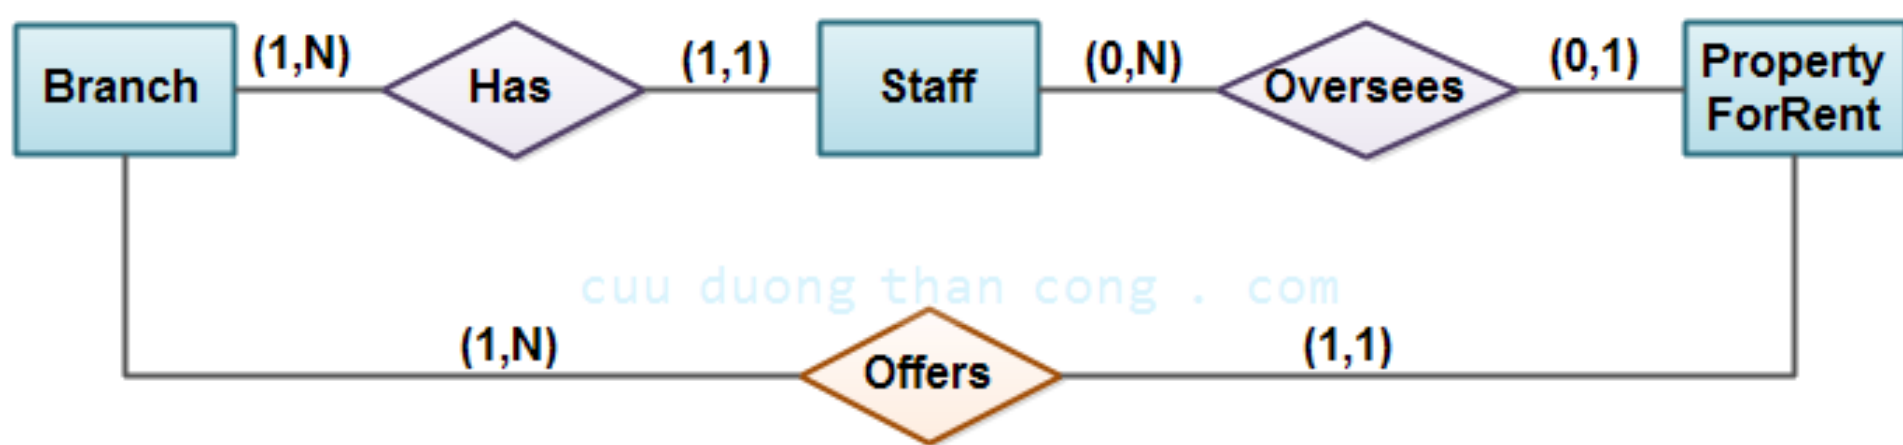 Branch
(1,N)
Has
(1,1)
Staff
(0,N)
Oversees
(0,1)
Property
ForRent
cuu duong than cong . com
(1,N)
Offers
(1,1)